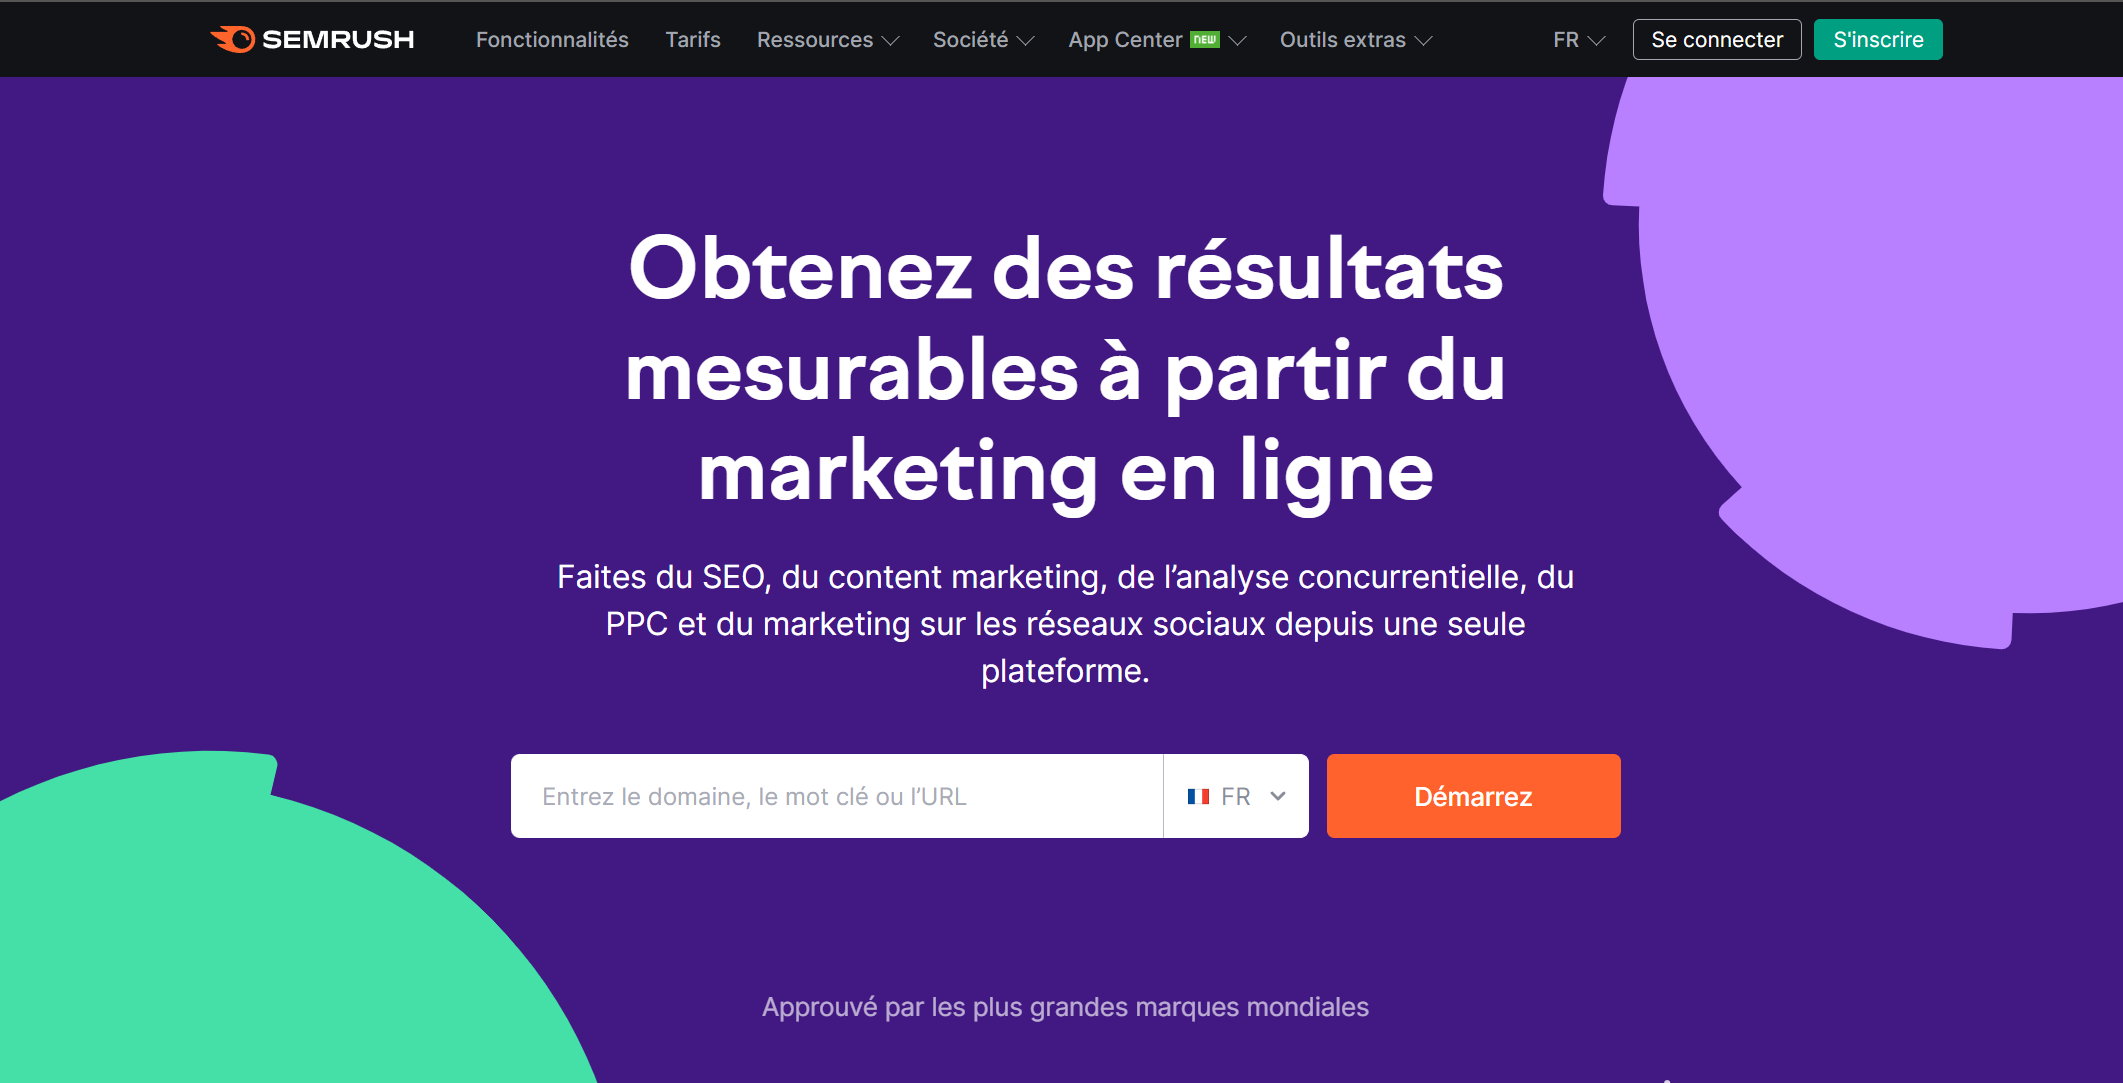 SEMRUSH
Fonctionnalités
Tarifs
Ressources
Société
App Center new
Outils extras
FR
Se connecter
S'inscrire
Obtenez des résultats
mesurables à partir du
marketing en ligne
Faites du SEO, du content marketing, de l’analyse concurrentielle, du
PPC et du marketing sur les réseaux sociaux depuis une seule
plateforme.
Entrez le domaine, le mot clé ou l’URL
FR
Démarrez
Approuvé par les plus grandes marques mondiales